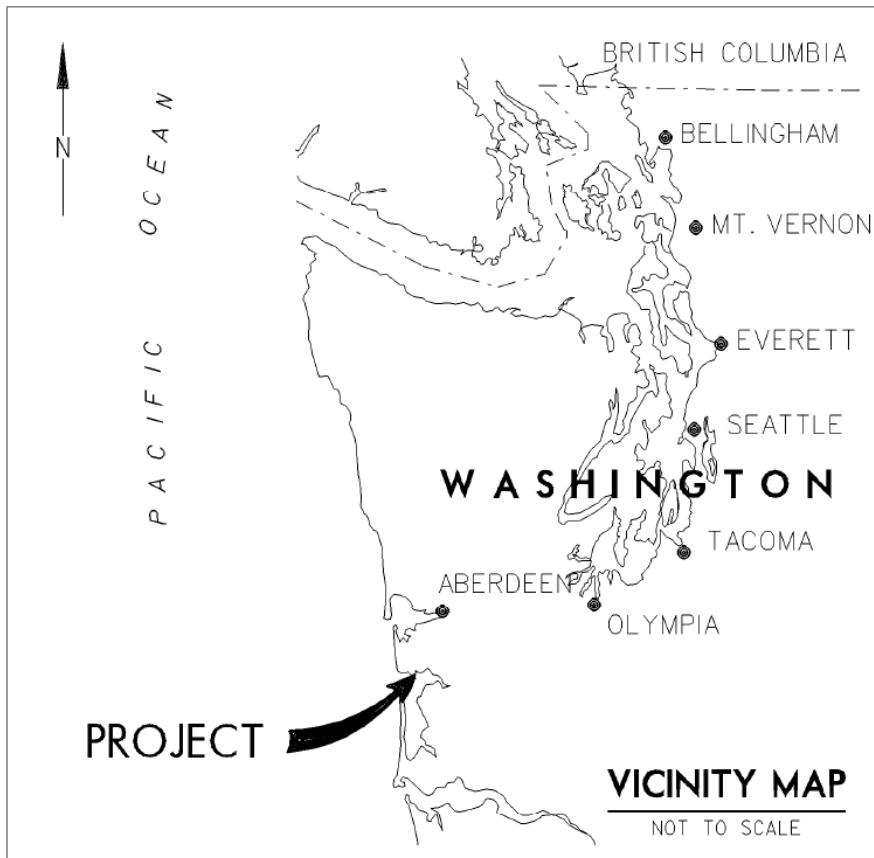 BRITISH COLUMBIA
N
PACIFIC OCEAN
BELLINGHAM
MT. VERNON
EVERETT
SEATTLE
WASHINGTON
TACOMA
ABERDEEN
OLYMPIA
PROJECT
VICINITY MAP
NOT TO SCALE